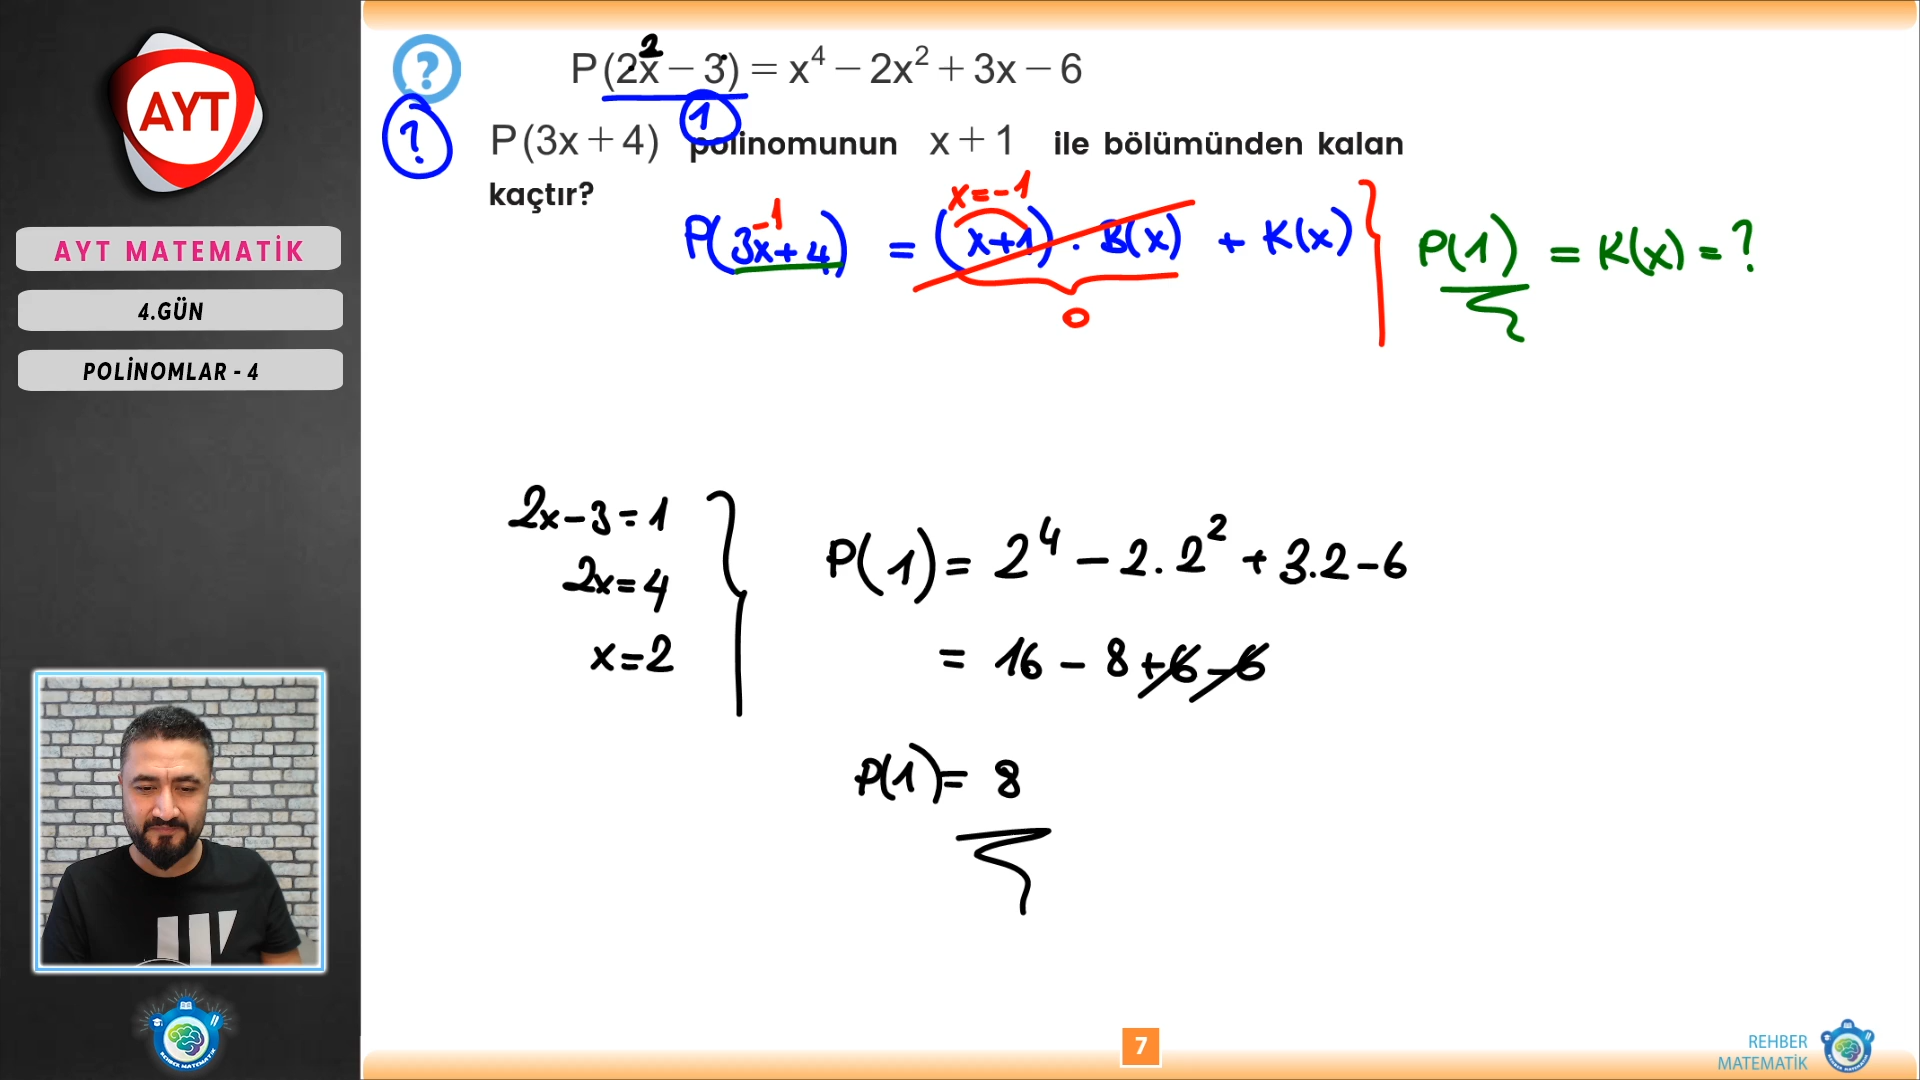 AYT
AYT MATEMATİK
4.GÜN
POLİNOMLAR - 4
?
P(2x − 3) = x⁴ − 2x² + 3x − 6
2
1
?
P(3x + 4) polinomunun x + 1 ile bölümünden kalan
kaçtır?
-1
x=-1
P(3x+4) = (x+1) . B(x) + K(x)
0
P(1) = K(x) = ?
2x-3=1
2x=4
x=2
P(1) = 2⁴ - 2.2² + 3.2 - 6
= 16 - 8 +6 -6
P(1)= 8
7
REHBER
MATEMATİK
REHBER MATEMATİK